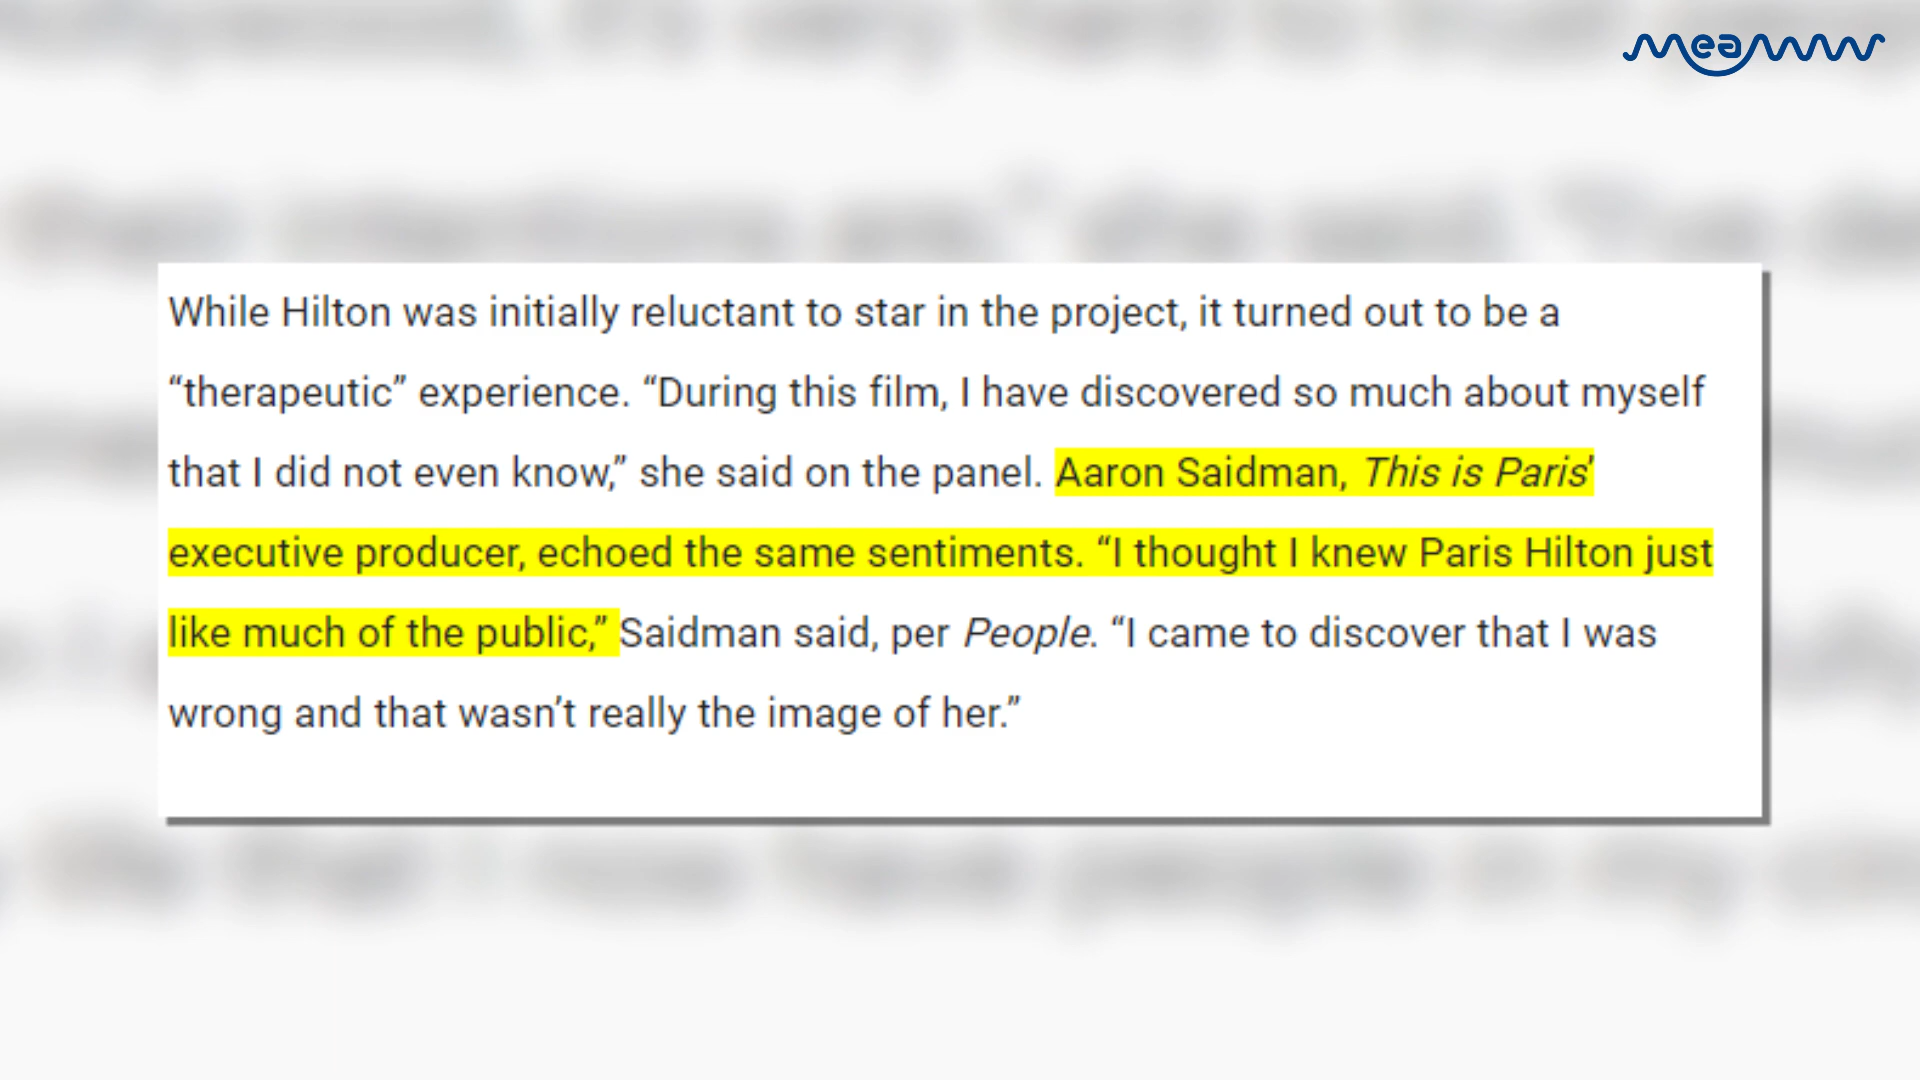 meaww
While Hilton was initially reluctant to star in the project, it turned out to be a
“therapeutic” experience. “During this film, I have discovered so much about myself
that I did not even know,” she said on the panel. Aaron Saidman, This is Paris’
executive producer, echoed the same sentiments. “I thought I knew Paris Hilton just
like much of the public,” Saidman said, per People. “I came to discover that I was
wrong and that wasn’t really the image of her.”